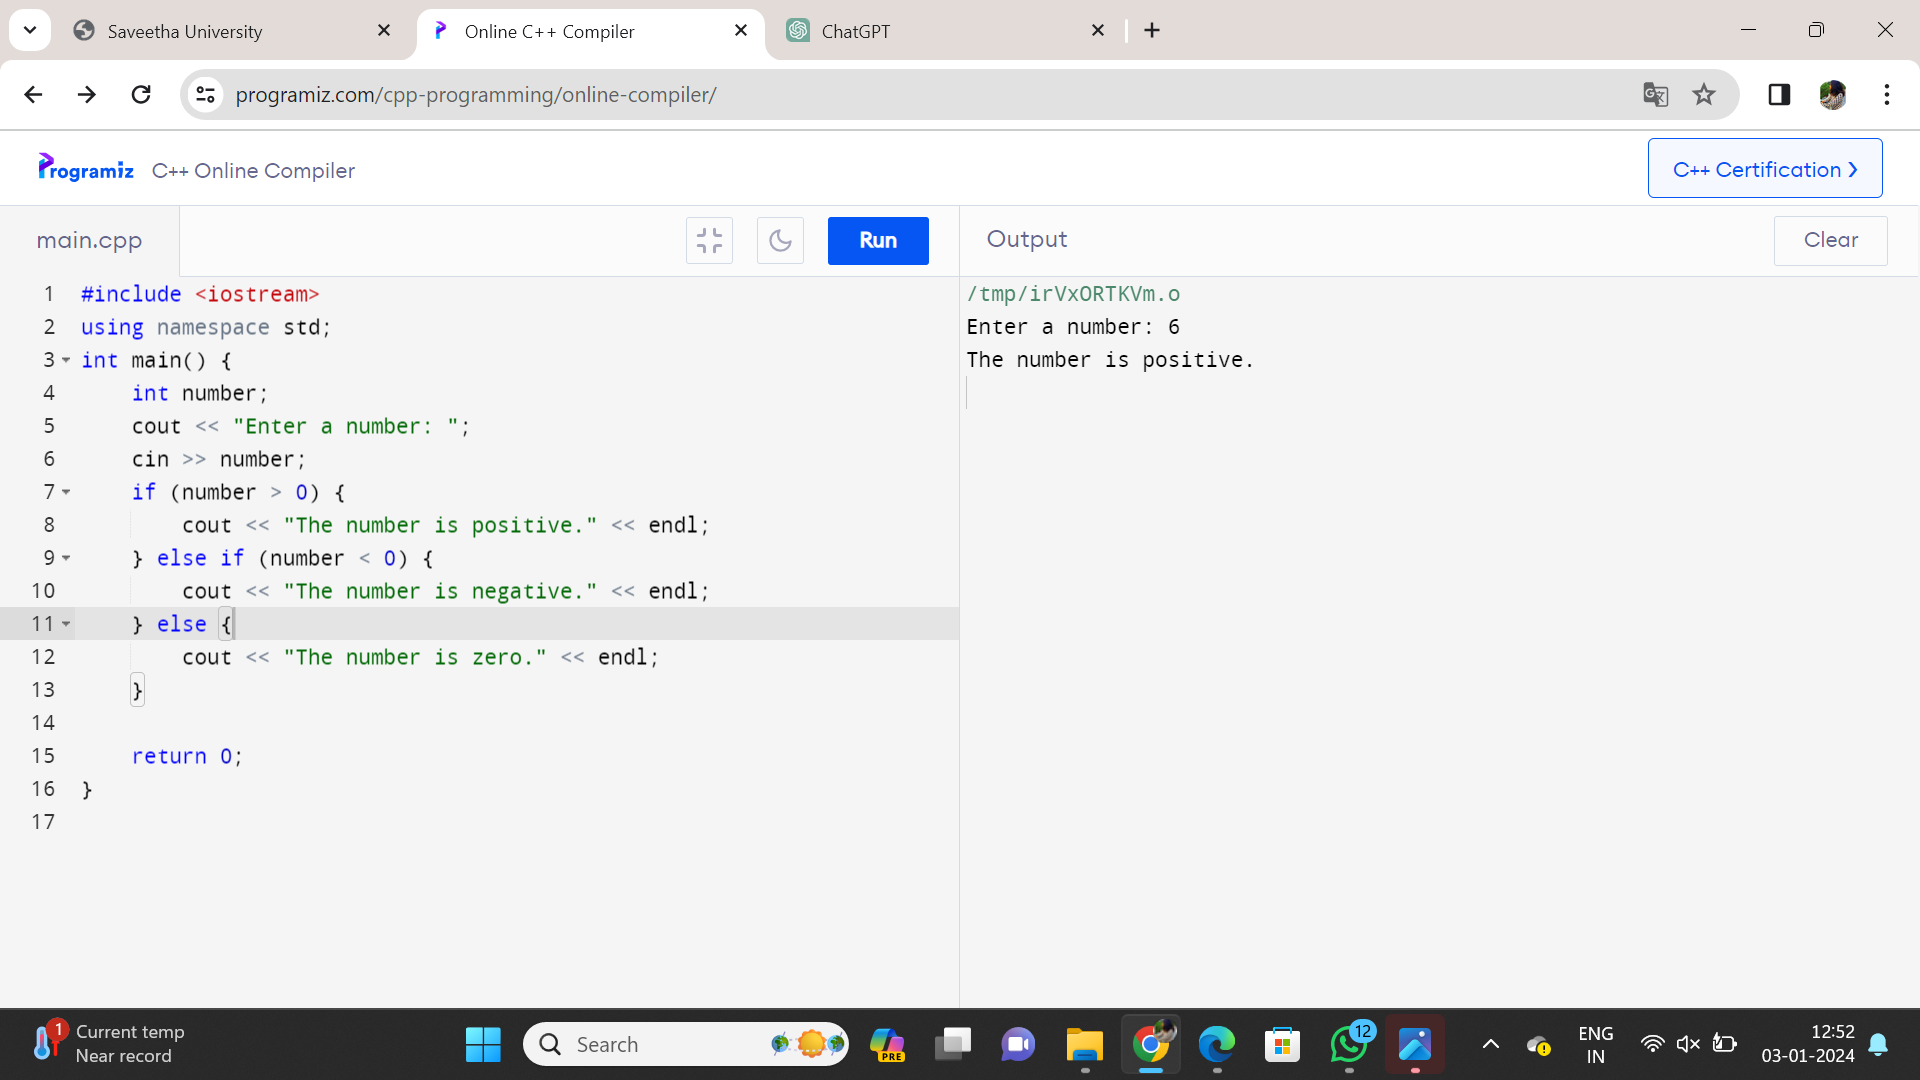 Saveetha University
Online C++ Compiler
ChatGPT
programiz.com/cpp-programming/online-compiler/
Programiz C++ Online Compiler
C++ Certification >
main.cpp
Run
Output
Clear
1 #include <iostream>
2 using namespace std;
3 int main() {
4     int number;
5     cout << "Enter a number: ";
6     cin >> number;
7     if (number > 0) {
8         cout << "The number is positive." << endl;
9     } else if (number < 0) {
10         cout << "The number is negative." << endl;
11     } else {
12         cout << "The number is zero." << endl;
13     }
14
15     return 0;
16 }
17
/tmp/irVxORTKVm.o
Enter a number: 6
The number is positive.
1
Current temp
Near record
Search
PRE
12
ENG
IN
12:52
03-01-2024